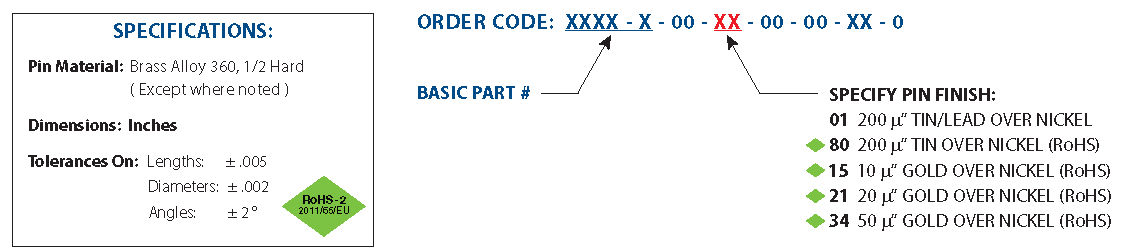 SPECIFICATIONS:
Pin Material: Brass Alloy 360, 1/2 Hard
( Except where noted )
Dimensions: Inches
Tolerances On: Lengths: ± .005
Diameters: ± .002
Angles: ± 2°
RoHS-2
2011/65/EU
ORDER CODE: XXXX - X - 00 - XX - 00 - 00 - XX - 0
BASIC PART #
SPECIFY PIN FINISH:
01 200 µ” TIN/LEAD OVER NICKEL
80 200 µ” TIN OVER NICKEL (RoHS)
15 10 µ” GOLD OVER NICKEL (RoHS)
21 20 µ” GOLD OVER NICKEL (RoHS)
34 50 µ” GOLD OVER NICKEL (RoHS)